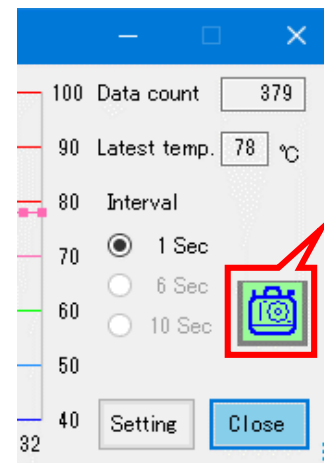 100 Data count 379
90 Latest temp. 78 ℃
80 Interval
70 1 Sec
6 Sec
60
10 Sec
50
40 Setting Close
32